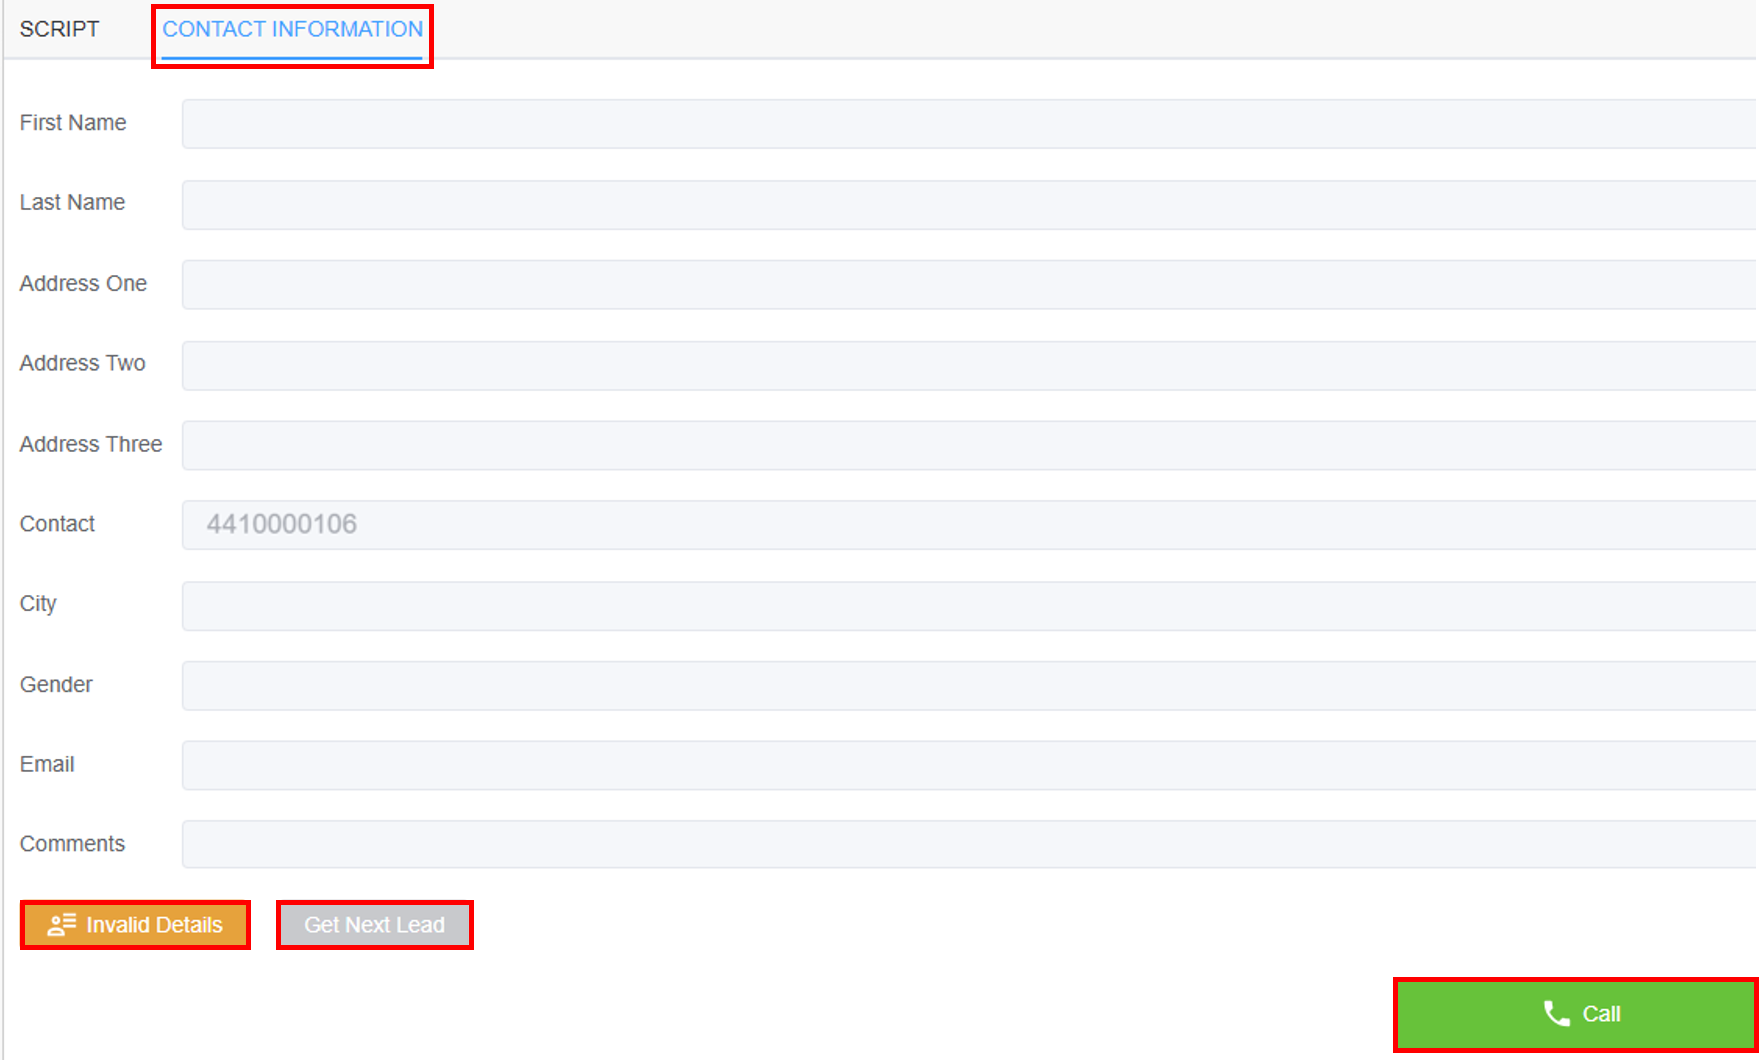 SCRIPT CONTACT INFORMATION
First Name
Last Name
Address One
Address Two
Address Three
Contact 4410000106
City
Gender
Email
Comments
Invalid Details Get Next Lead
Call